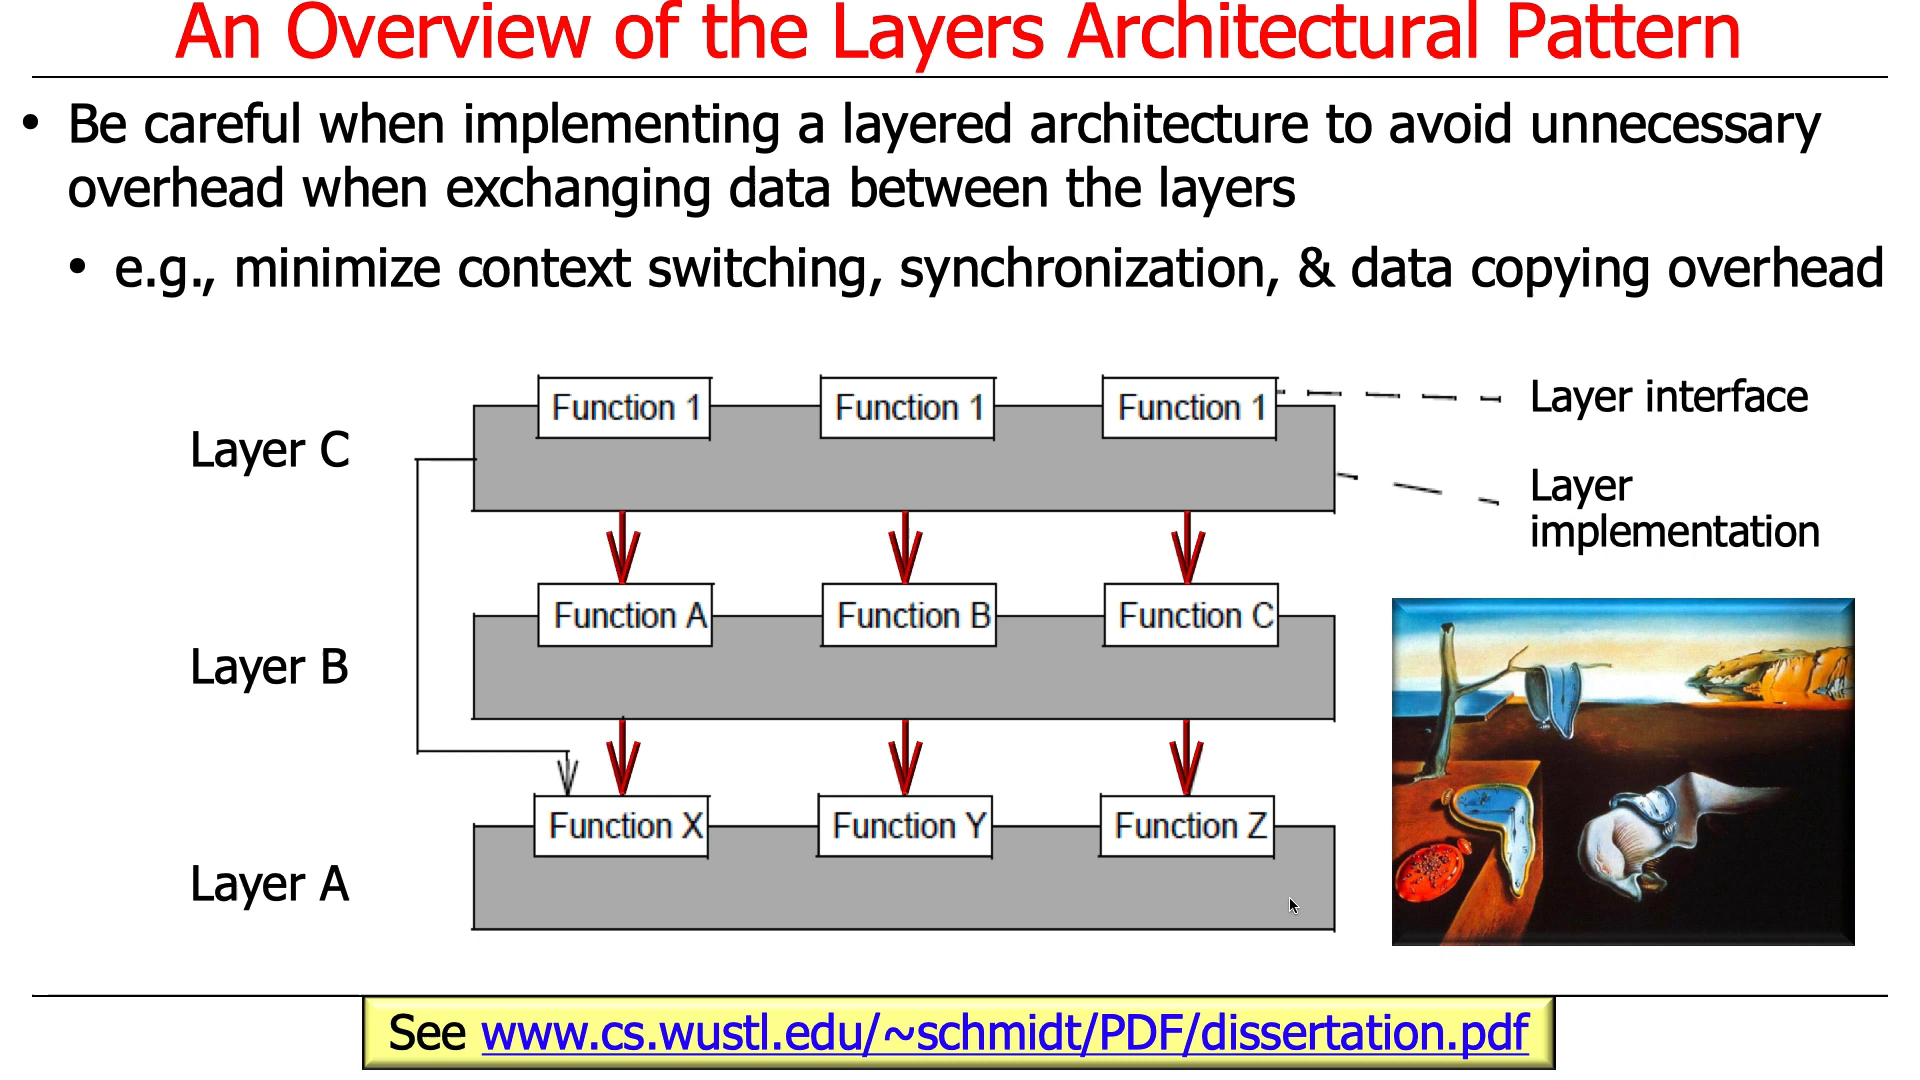 An Overview of the Layers Architectural Pattern
• Be careful when implementing a layered architecture to avoid unnecessary
overhead when exchanging data between the layers
• e.g., minimize context switching, synchronization, & data copying overhead
Layer C
Function 1
Function 1
Function 1
Layer interface
Layer
implementation
Layer B
Function A
Function B
Function C
Layer A
Function X
Function Y
Function Z
See www.cs.wustl.edu/~schmidt/PDF/dissertation.pdf